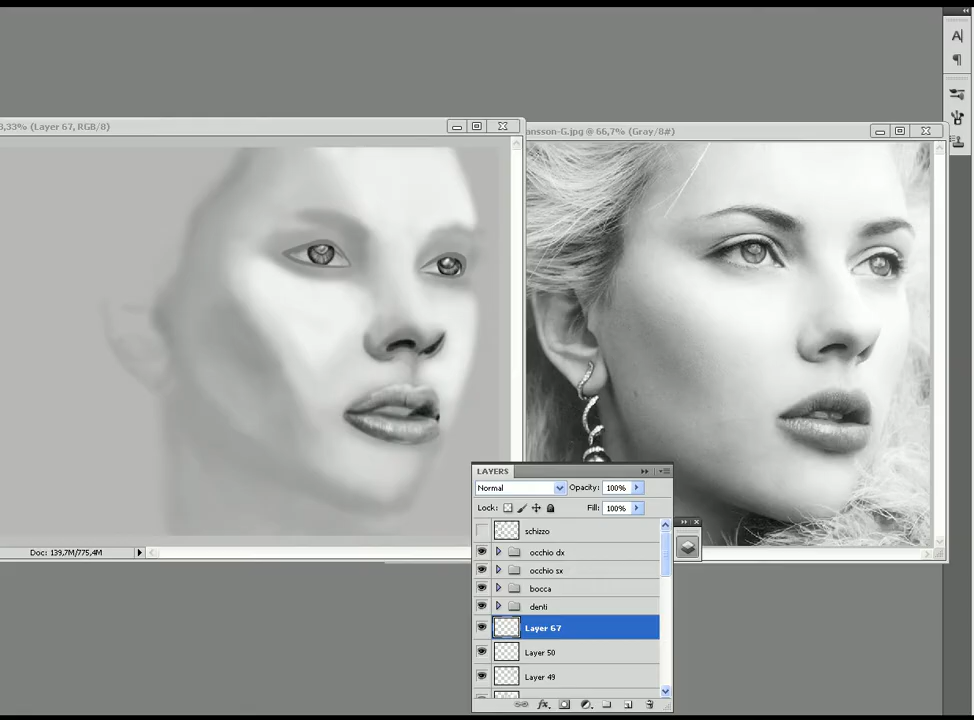 ,33% (Layer 67, RGB/8)
ansson-G.jpg @ 66,7% (Gray/8#)
A
¶
LAYERS
Normal Opacity: 100%
Lock: Fill: 100%
schizzo
Doc: 139,7M/775,4M
occhio dx
occhio sx
bocca
denti
Layer 67
Layer 50
Layer 49
fx